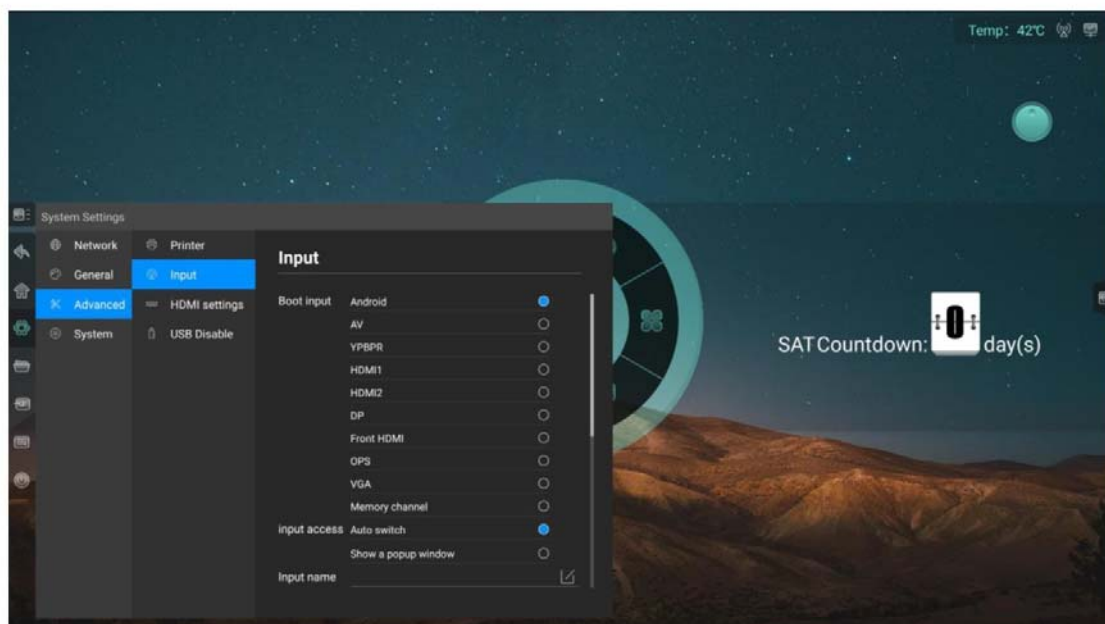 Temp: 42℃
System Settings
Network
General
Advanced
System
Printer
Input
HDMI settings
USB Disable
Input
Boot input Android
AV
YPBPR
HDMI1
HDMI2
DP
Front HDMI
OPS
VGA
Memory channel
input access Auto switch
Show a popup window
Input name
SAT Countdown: 0 day(s)